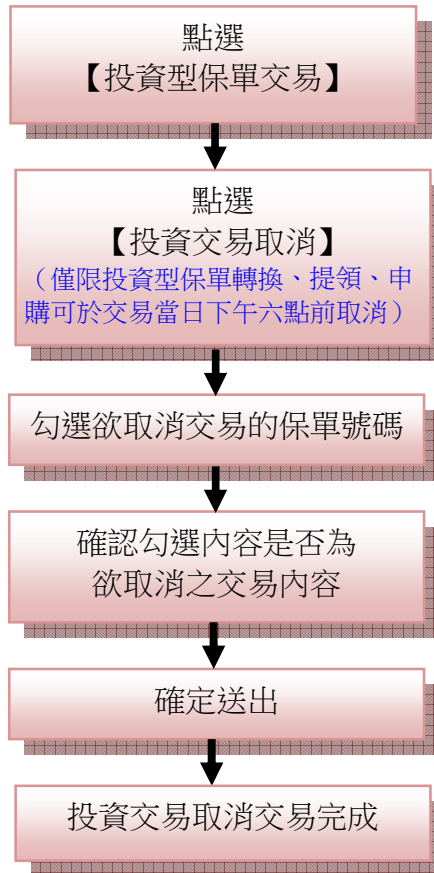 點選
【投資型保單交易】
點選
【投資交易取消】
（僅限投資型保單轉換、提領、申
購可於交易當日下午六點前取消）
勾選欲取消交易的保單號碼
確認勾選內容是否為
欲取消之交易內容
確定送出
投資交易取消交易完成